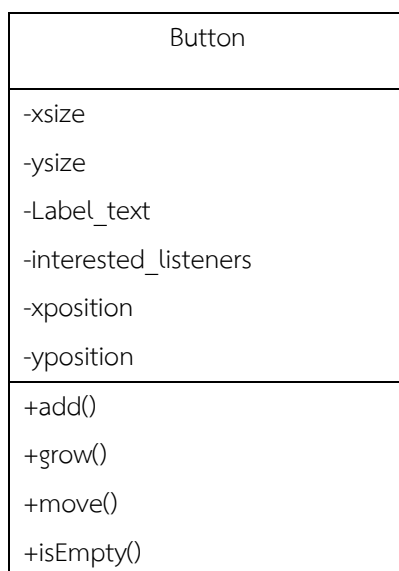 Button
-xsize
-ysize
-Label_text
-interested_listeners
-xposition
-yposition
+add()
+grow()
+move()
+isEmpty()